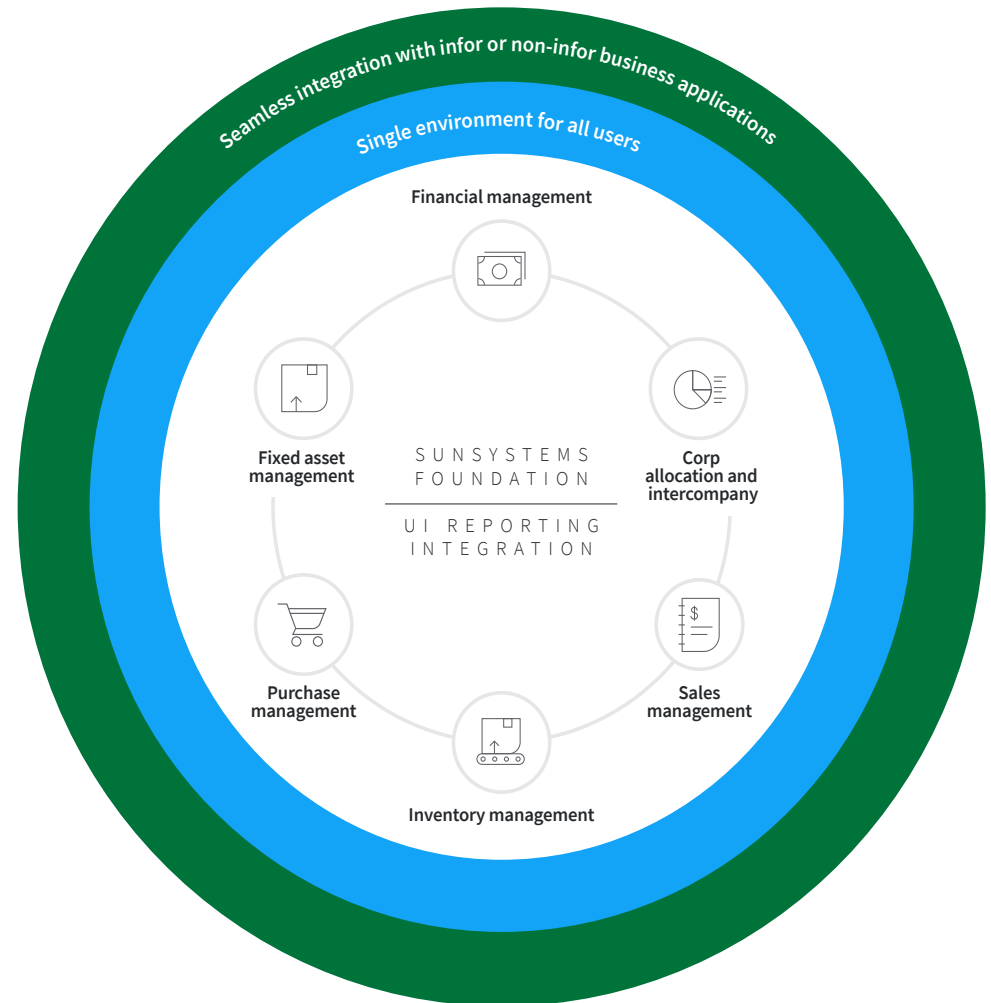 Seamless integration with infor or non-infor business applications
Single environment for all users
Financial management
Fixed asset
management
SUNSYSTEMS
FOUNDATION
UI REPORTING
INTEGRATION
Corp
allocation and
intercompany
$
Purchase
management
Sales
management
Inventory management